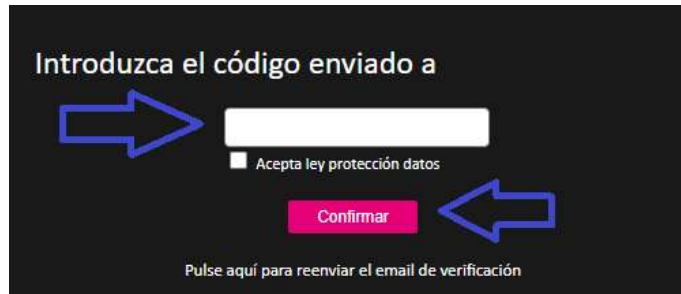 Introduzca el código enviado a
Acepta ley protección datos
Confirmar
Pulse aquí para reenviar el email de verificación